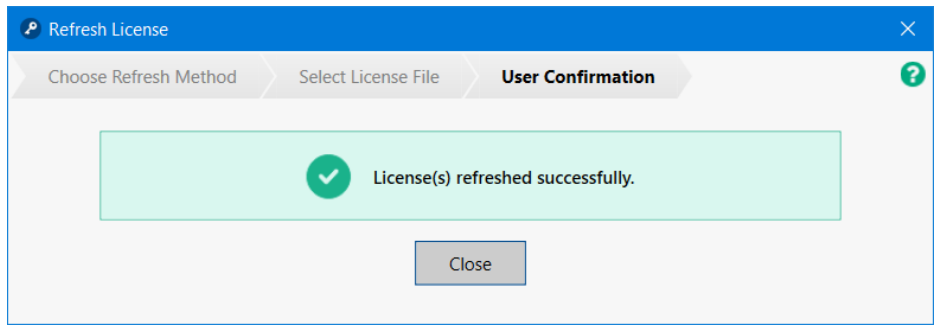 Refresh License
Choose Refresh Method Select License File User Confirmation
License(s) refreshed successfully.
Close